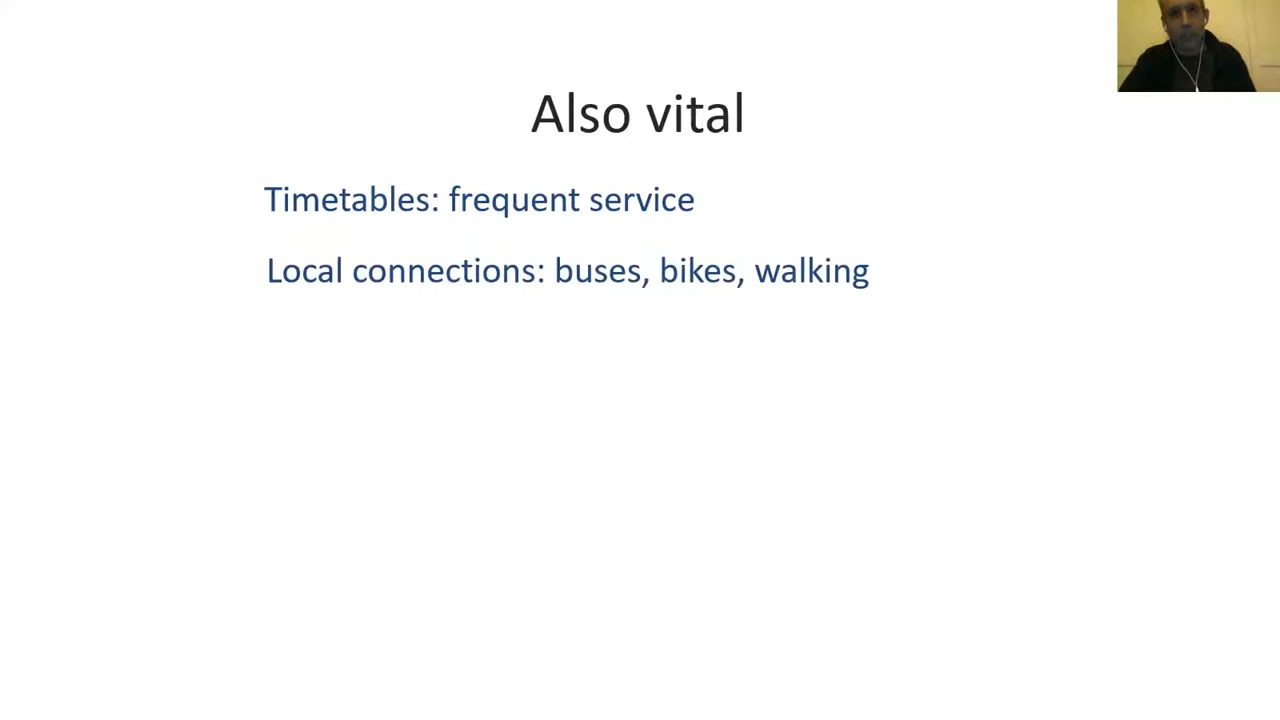 Also vital
Timetables: frequent service
Local connections: buses, bikes, walking